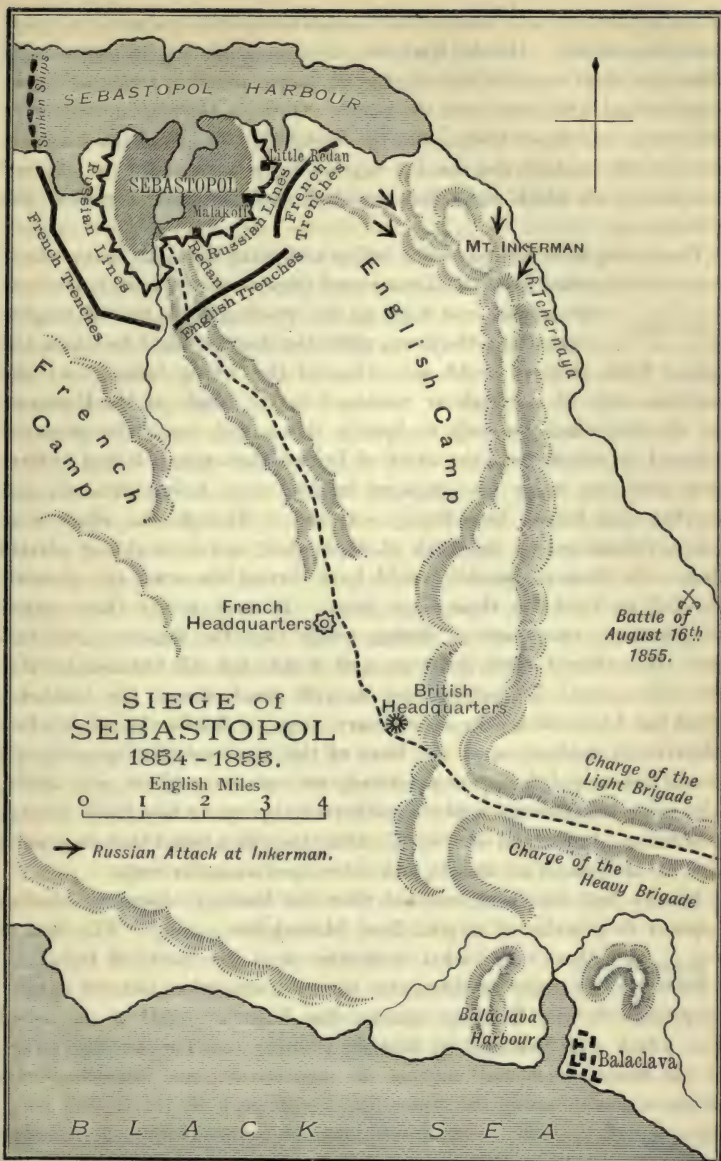 SEBASTOPOL HARBOUR
Sunken Ships
Little Redan
SEBASTOPOL
Malakoff
Redan
Russian Lines
Russian Lines
French Trenches
French Trenches
English Trenches
MT. INKERMAN
R. Tchernaya
English Camp
French Camp
French
Headquarters
Battle of
August 16th
1855.
British
Headquarters
SIEGE of
SEBASTOPOL
1854-1855.
English Miles
0 1 2 3 4
Russian Attack at Inkerman.
Charge of the
Light Brigade
Charge of the
Heavy Brigade
Balaclava
Harbour
Balaclava
BLACK SEA